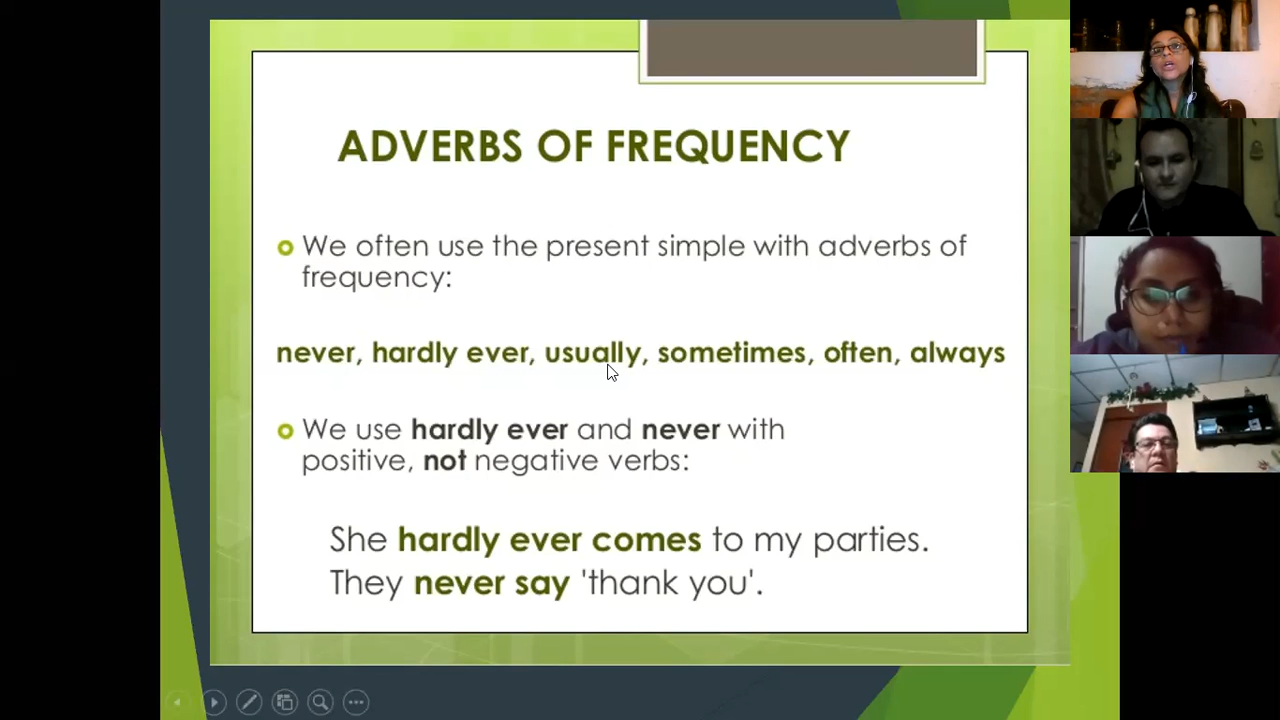 ADVERBS OF FREQUENCY
We often use the present simple with adverbs of
frequency:
never, hardly ever, usually, sometimes, often, always
We use hardly ever and never with
positive, not negative verbs:
She hardly ever comes to my parties.
They never say 'thank you'.